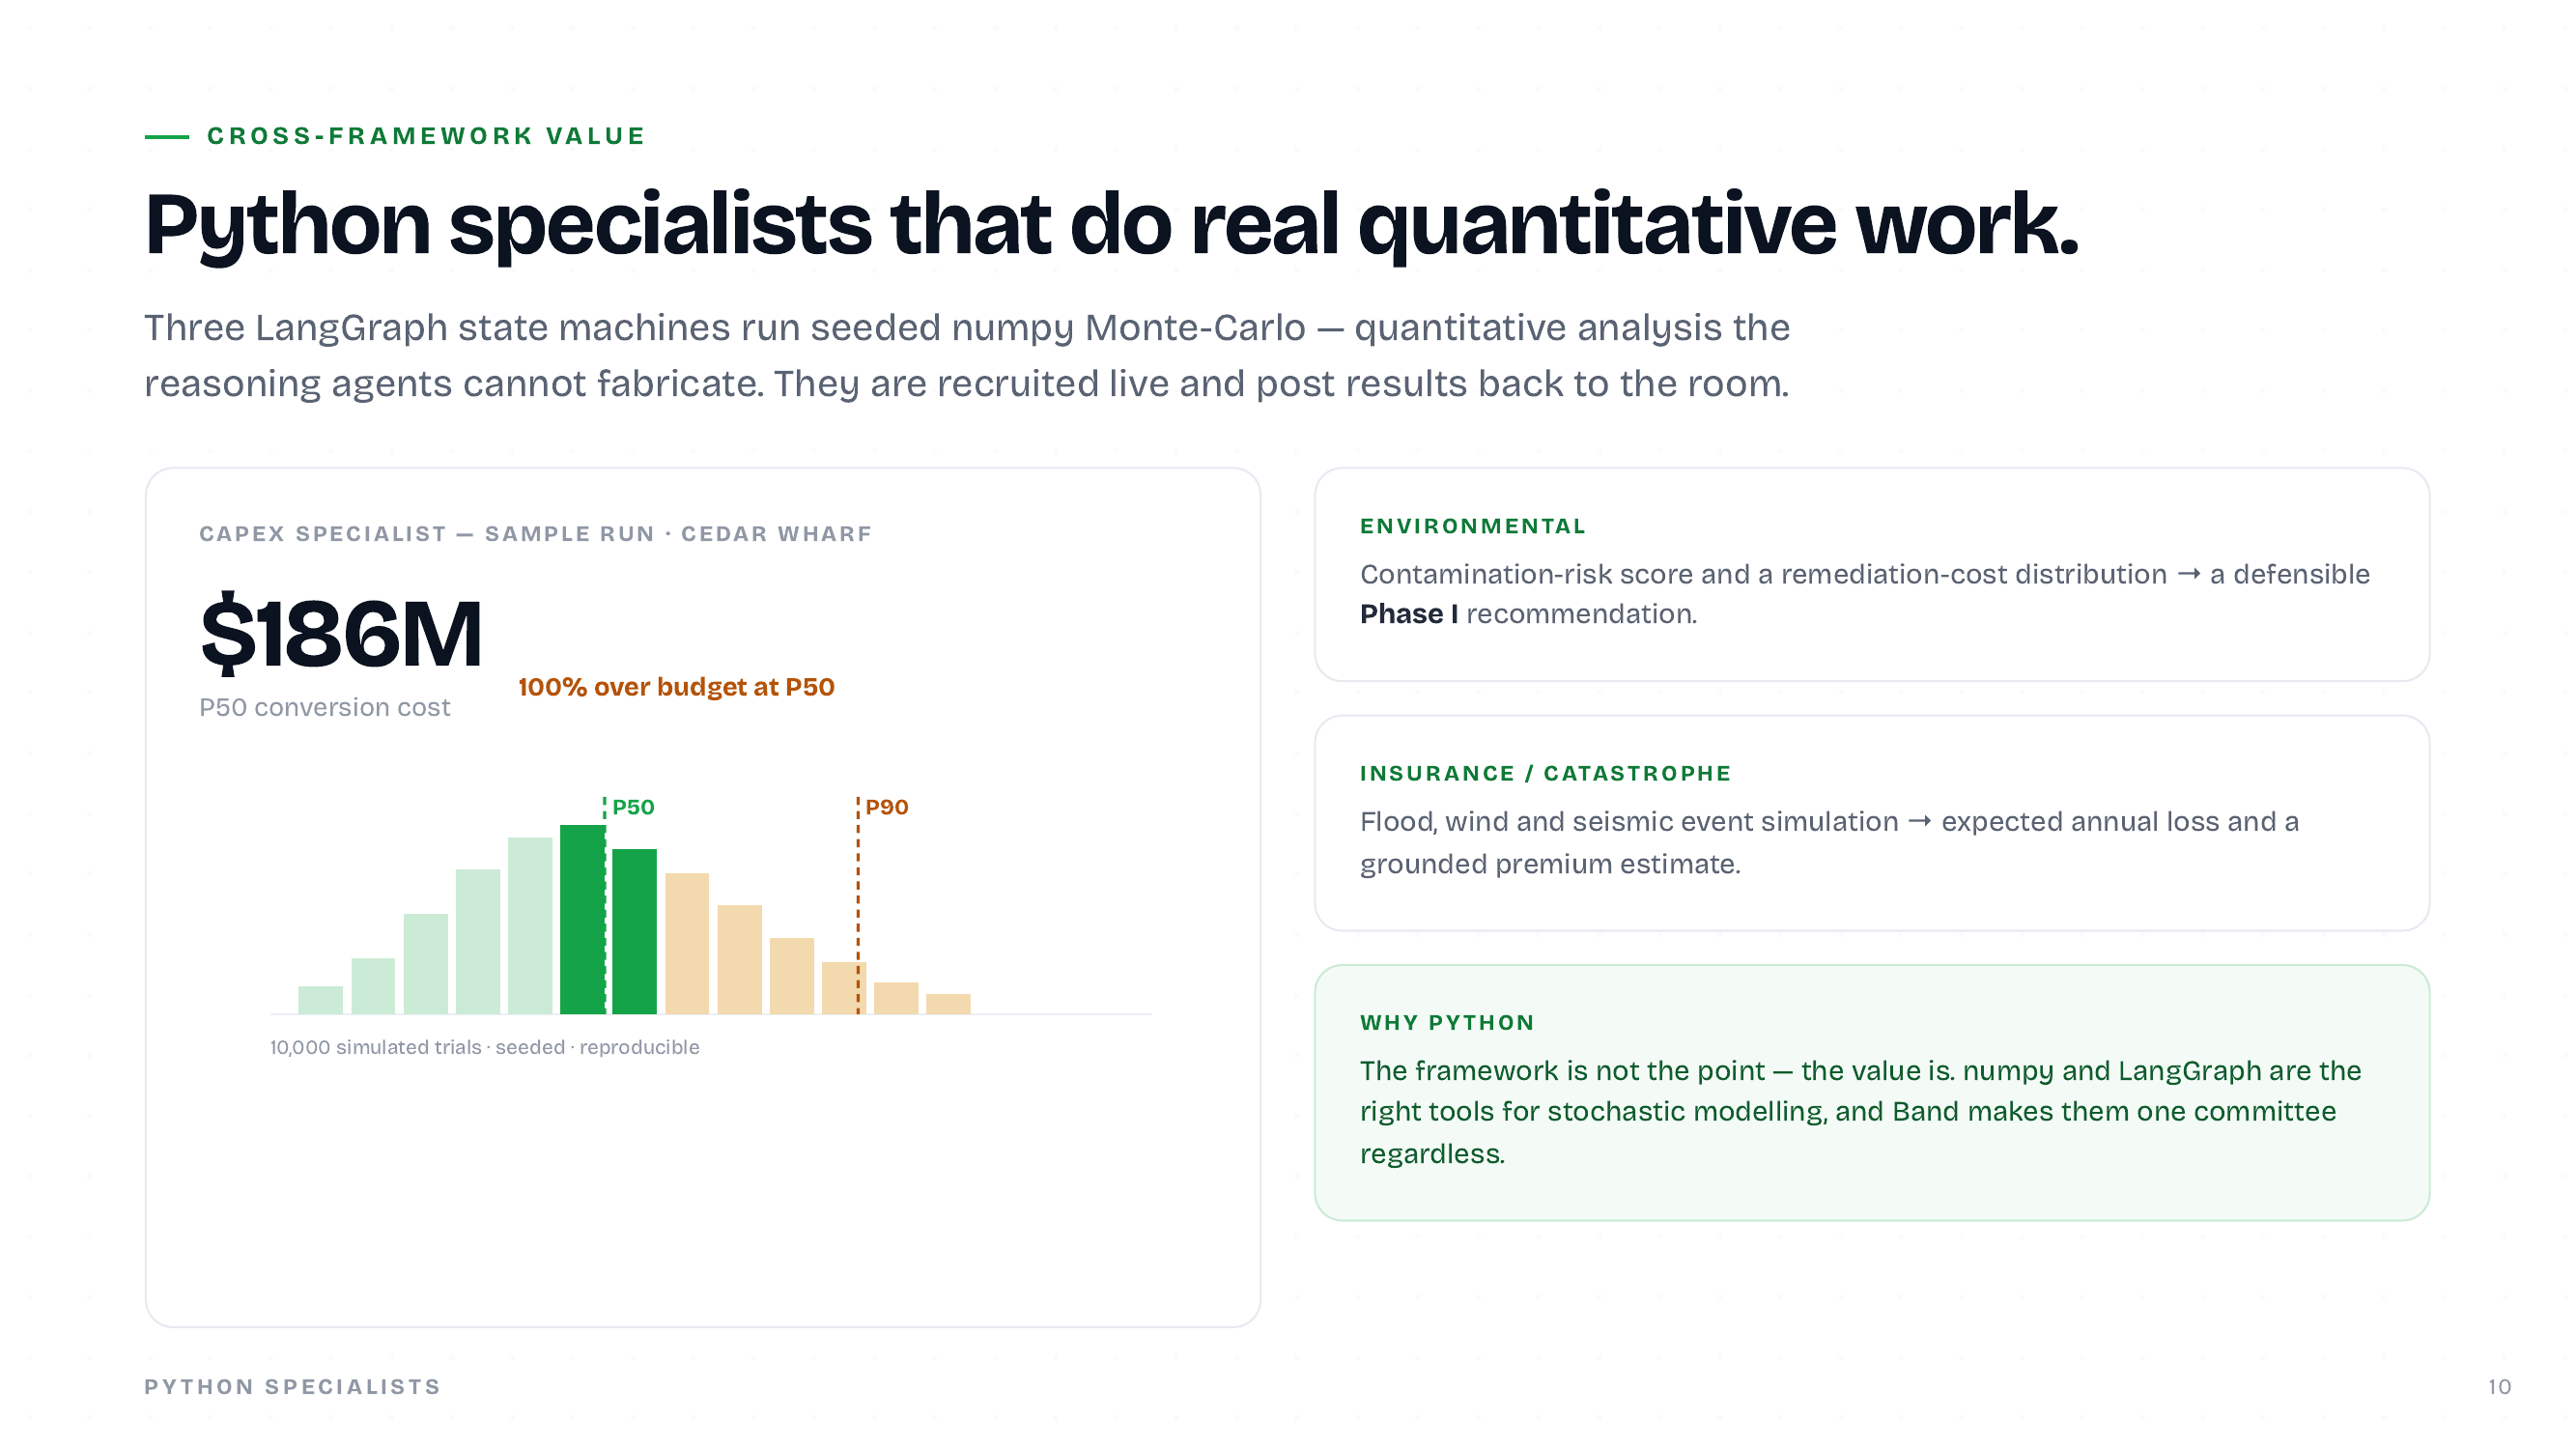 CROSS-FRAMEWORK VALUE
Python specialists that do real quantitative work.
Three LangGraph state machines run seeded numpy Monte-Carlo — quantitative analysis the
reasoning agents cannot fabricate. They are recruited live and post results back to the room.
CAPEX SPECIALIST — SAMPLE RUN · CEDAR WHARF
$186M
P50 conversion cost
100% over budget at P50
P50
P90
10,000 simulated trials · seeded · reproducible
ENVIRONMENTAL
Contamination-risk score and a remediation-cost distribution → a defensible
Phase I recommendation.
INSURANCE / CATASTROPHE
Flood, wind and seismic event simulation → expected annual loss and a
grounded premium estimate.
WHY PYTHON
The framework is not the point — the value is. numpy and LangGraph are the
right tools for stochastic modelling, and Band makes them one committee
regardless.
PYTHON SPECIALISTS
10